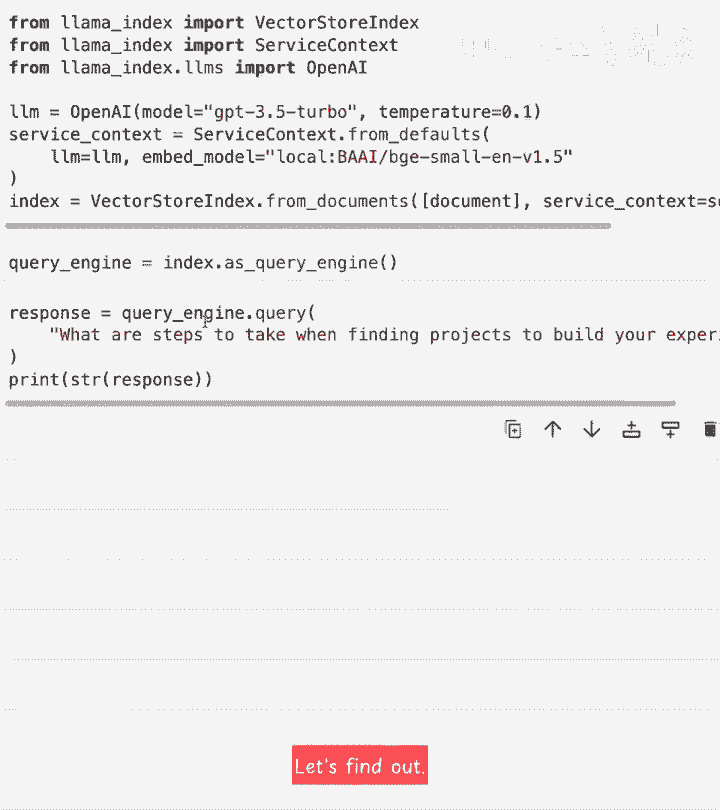 from llama_index import VectorStoreIndex
from llama_index import ServiceContext
from llama_index.llms import OpenAI
llm = OpenAI(model="gpt-3.5-turbo", temperature=0.1)
service_context = ServiceContext.from_defaults(
llm=llm, embed_model="local:BAAI/bge-small-en-v1.5"
)
index = VectorStoreIndex.from_documents([document], service_context=se
query_engine = index.as_query_engine()
response = query_engine.query(
"What are steps to take when finding projects to build your experi
)
print(str(response))
Let's find out.